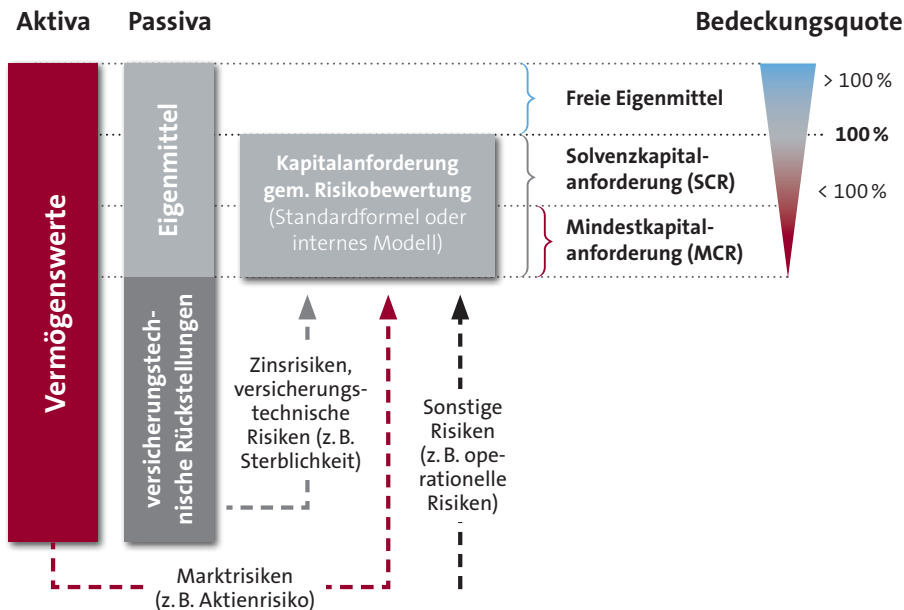 Aktiva
Passiva
Bedeckungsquote
Vermögenswerte
Eigenmittel
versicherungstech-
nische Rückstellungen
Kapitalanforderung
gem. Risikobewertung
(Standardformel oder
internes Modell)
Freie Eigenmittel
Solvenzkapital-
anforderung (SCR)
Mindestkapital-
anforderung (MCR)
> 100 %
100 %
< 100 %
Zinsrisiken,
versicherungs-
technische
Risiken (z. B.
Sterblichkeit)
Sonstige
Risiken
(z. B. ope-
rationelle
Risiken)
Marktrisiken
(z. B. Aktienrisiko)